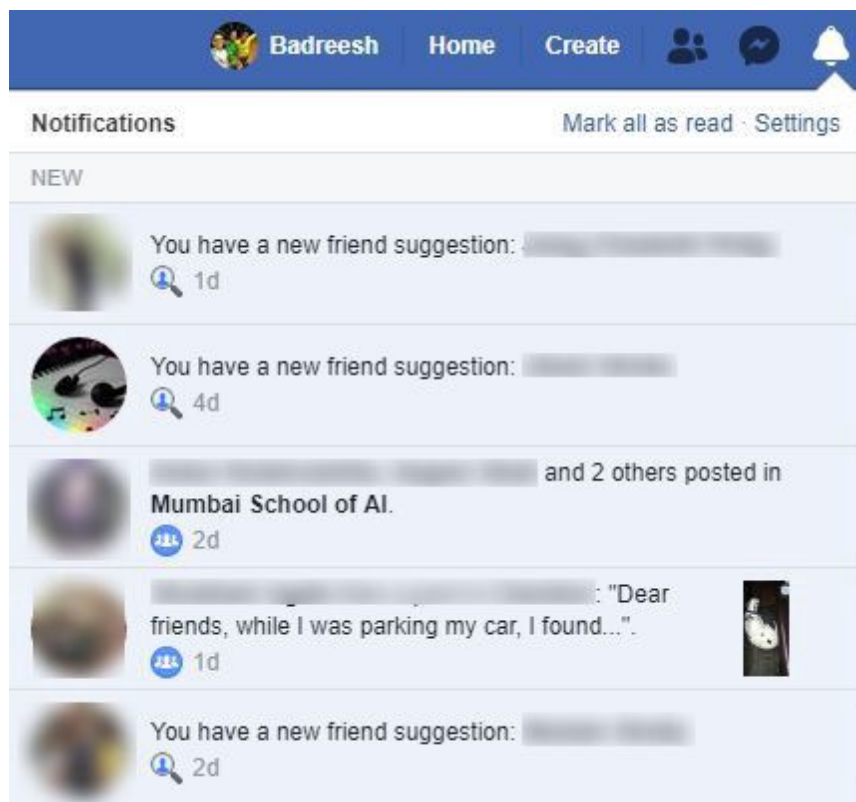 Badreesh Home Create
Notifications Mark all as read · Settings
NEW
You have a new friend suggestion:
1d
You have a new friend suggestion:
4d
and 2 others posted in
Mumbai School of AI.
2d
: "Dear
friends, while I was parking my car, I found...".
1d
You have a new friend suggestion:
2d